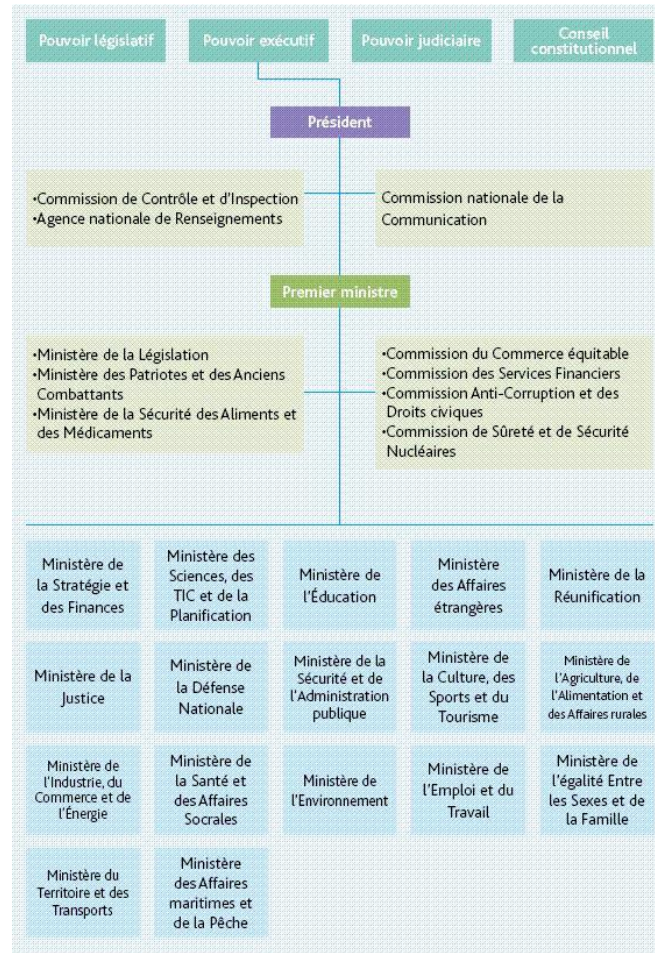 Pouvoir législatif
Pouvoir exécutif
Pouvoir judiciaire
Conseil
constitutionnel
Président
•Commission de Contrôle et d'Inspection
•Agence nationale de Renseignements
Commission nationale de la
Communication
Premier ministre
•Ministère de la Législation
•Ministère des Patriotes et des Anciens
Combattants
•Ministère de la Sécurité des Aliments et
des Médicaments
•Commission du Commerce équitable
•Commission des Services Financiers
•Commission Anti-Corruption et des
Droits civiques
•Commission de Sûreté et de Sécurité
Nucléaires
Ministère de
la Stratégie et
des Finances
Ministère des
Sciences, des
TIC et de la
Planification
Ministère de
l'Éducation
Ministère
des Affaires
étrangères
Ministère de la
Réunification
Ministère de la
Justice
Ministère de
la Défense
Nationale
Ministère de la
Sécurité et de
l'Administration
publique
Ministère de
la Culture, des
Sports et du
Tourisme
Ministère de
l'Agriculture, de
l'Alimentation et
des Affaires rurales
Ministère de
l'Industrie, du
Commerce et de
l'Énergie
Ministère de
la Santé et
des Affaires
Socrales
Ministère de
l'Environnement
Ministère de
l'Emploi et du
Travail
Ministère de
l'égalité Entre
les Sexes et de
la Famille
Ministère du
Territoire et des
Transports
Ministère
des Affaires
maritimes et
de la Pêche